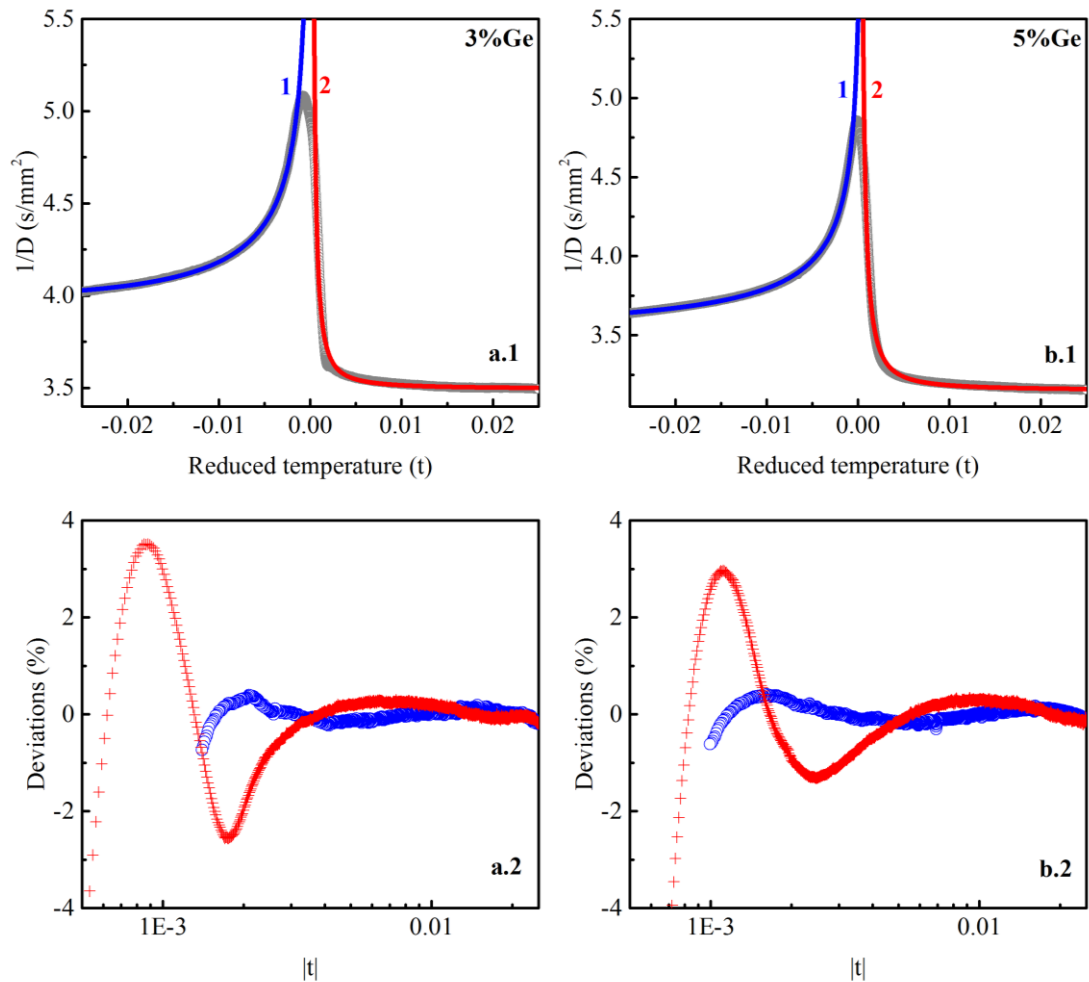 5.5
5.0
4.5
4.0
3.5
1/D (s/mm²)
3%Ge
1
2
a.1
-0.02 -0.01 0.00 0.01 0.02
Reduced temperature (t)
5.5
5.0
4.5
4.0
3.5
1/D (s/mm²)
5%Ge
1
2
b.1
-0.02 -0.01 0.00 0.01 0.02
Reduced temperature (t)
4
2
0
-2
-4
Deviations (%)
a.2
1E-3 0.01
|t|
4
2
0
-2
-4
Deviations (%)
b.2
1E-3 0.01
|t|